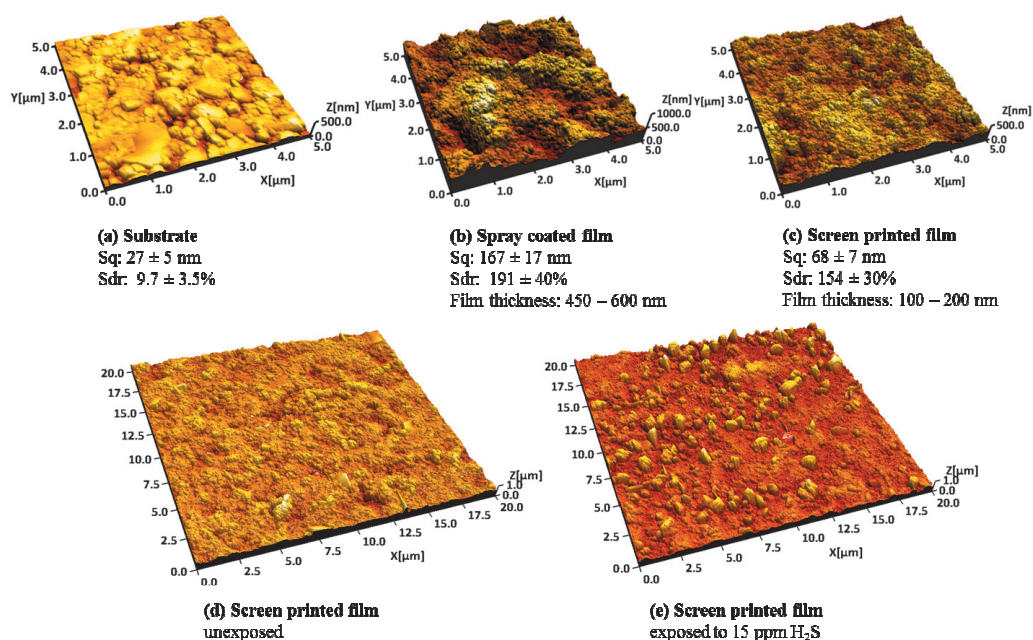 5.0
4.0
Y[µm] 3.0
2.0
1.0
0.0
0.0
1.0
2.0
3.0
4.0
5.0
X[µm]
Z[nm]
500.0
0.0
5.0
4.0
Y[µm] 3.0
2.0
1.0
0.0
0.0
1.0
2.0
3.0
4.0
5.0
X[µm]
Z[nm]
1000.0
500.0
0.0
5.0
4.0
Y[µm] 3.0
2.0
1.0
0.0
0.0
1.0
2.0
3.0
4.0
5.0
X[µm]
Z[nm]
500.0
0.0
(a) Substrate
Sq: 27 ± 5 nm
Sdr: 9.7 ± 3.5%
(b) Spray coated film
Sq: 167 ± 17 nm
Sdr: 191 ± 40%
Film thickness: 450 – 600 nm
(c) Screen printed film
Sq: 68 ± 7 nm
Sdr: 154 ± 30%
Film thickness: 100 – 200 nm
20.0
17.5
15.0
12.5
10.0
7.5
5.0
2.5
0.0
0.0
2.5
5.0
7.5
10.0
12.5
15.0
17.5
20.0
X[µm]
Z[µm]
1.0
0.0
20.0
17.5
15.0
12.5
10.0
7.5
5.0
2.5
0.0
0.0
2.5
5.0
7.5
10.0
12.5
15.0
17.5
20.0
X[µm]
Z[µm]
1.0
0.0
(d) Screen printed film
unexposed
(e) Screen printed film
exposed to 15 ppm H₂S